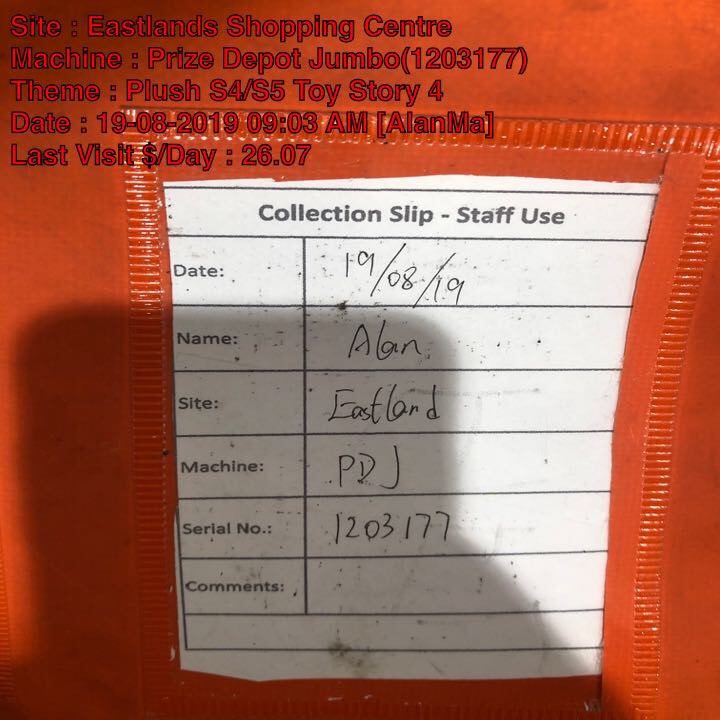 Site : Eastlands Shopping Centre
Machine : Prize Depot Jumbo(1203177)
Theme : Plush S4/S5 Toy Story 4
Date : 19-08-2019 09:03 AM [AlanMa]
Last Visit $/Day : 26.07
Collection Slip - Staff Use
Date: 19/08/19
Name: Alan
Site: Eastland
Machine: PDJ
Serial No.: 1203177
Comments: